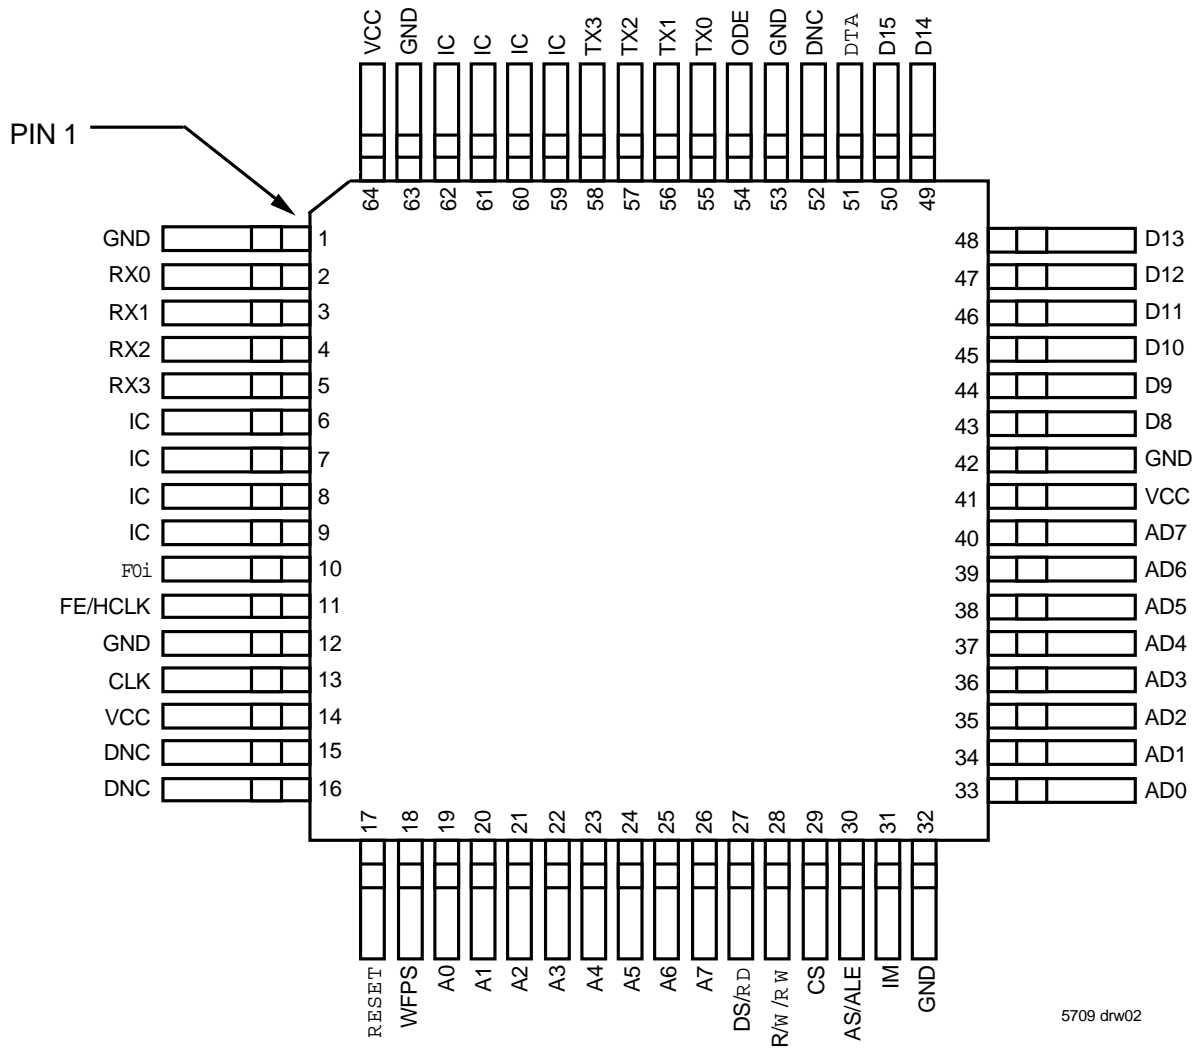 VCC GND IC IC IC IC TX3 TX2 TX1 TX0 ODE GND DNC DTA D15 D14
PIN 1
64 63 62 61 60 59 58 57 56 55 54 53 52 51 50 49
GND 1
RX0 2
RX1 3
RX2 4
RX3 5
IC 6
IC 7
IC 8
IC 9
F0i 10
FE/HCLK 11
GND 12
CLK 13
VCC 14
DNC 15
DNC 16
48 D13
47 D12
46 D11
45 D10
44 D9
43 D8
42 GND
41 VCC
40 AD7
39 AD6
38 AD5
37 AD4
36 AD3
35 AD2
34 AD1
33 AD0
17 18 19 20 21 22 23 24 25 26 27 28 29 30 31 32
RESET WFPS A0 A1 A2 A3 A4 A5 A6 A7 DS/RD R/W/RW CS AS/ALE IM GND
5709 drw02